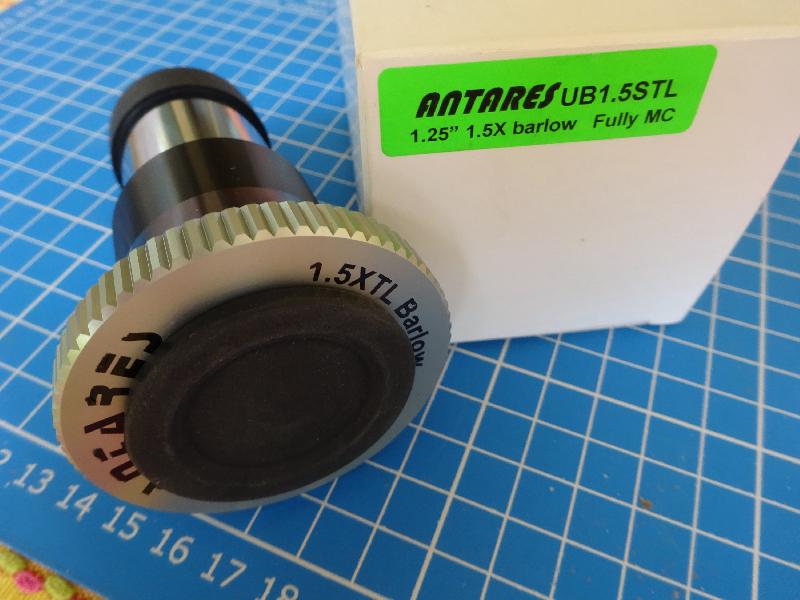 ANTARES UB1.5STL
1.25” 1.5X barlow Fully MC
1.5XTL Barlow
ANTARES
13 14 15 16 17 18